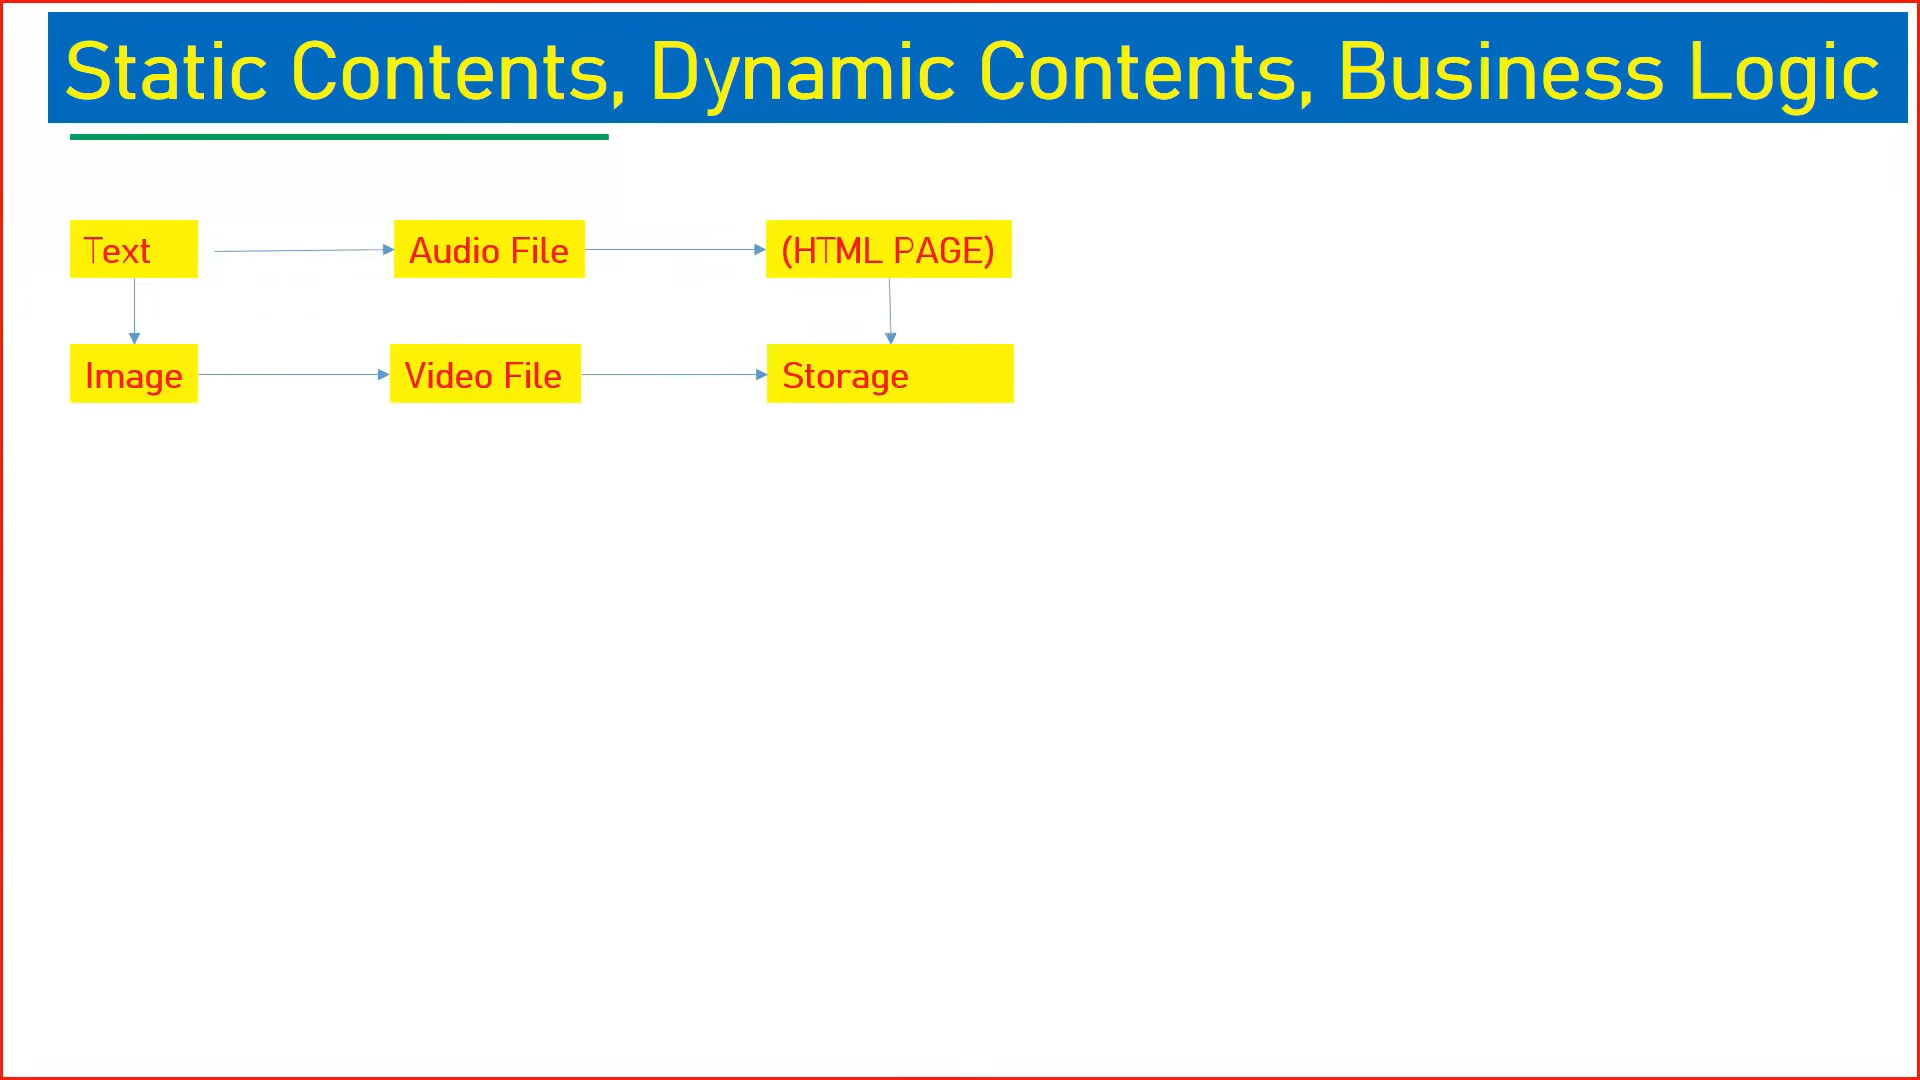 Static Contents, Dynamic Contents, Business Logic
Text
Audio File
(HTML PAGE)
Image
Video File
Storage